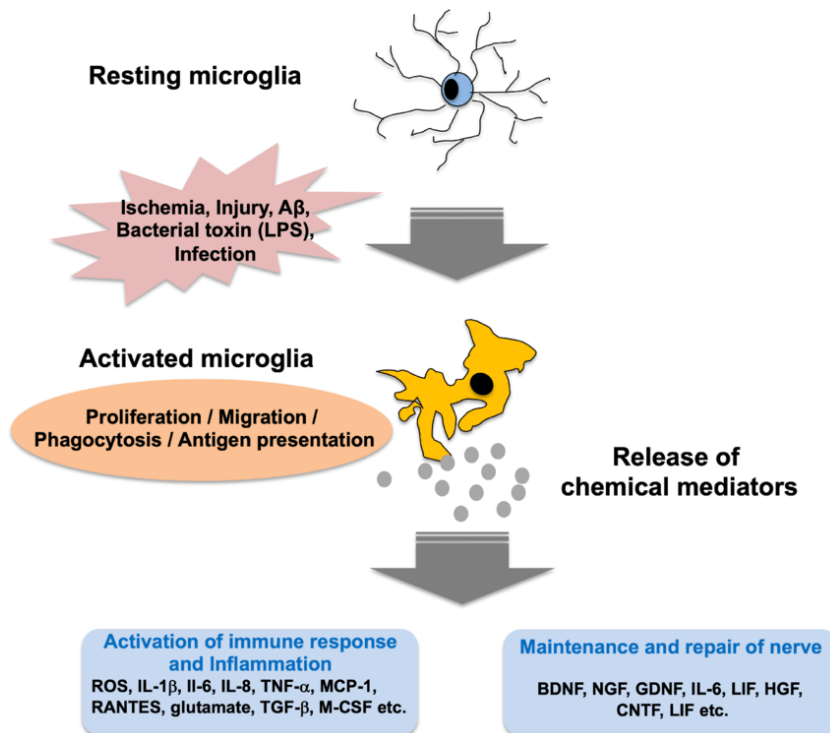 Resting microglia
Ischemia, Injury, Aβ,
Bacterial toxin (LPS),
Infection
Activated microglia
Proliferation / Migration /
Phagocytosis / Antigen presentation
Release of
chemical mediators
Activation of immune response
and Inflammation
ROS, IL-1β, Il-6, IL-8, TNF-α, MCP-1,
RANTES, glutamate, TGF-β, M-CSF etc.
Maintenance and repair of nerve
BDNF, NGF, GDNF, IL-6, LIF, HGF,
CNTF, LIF etc.